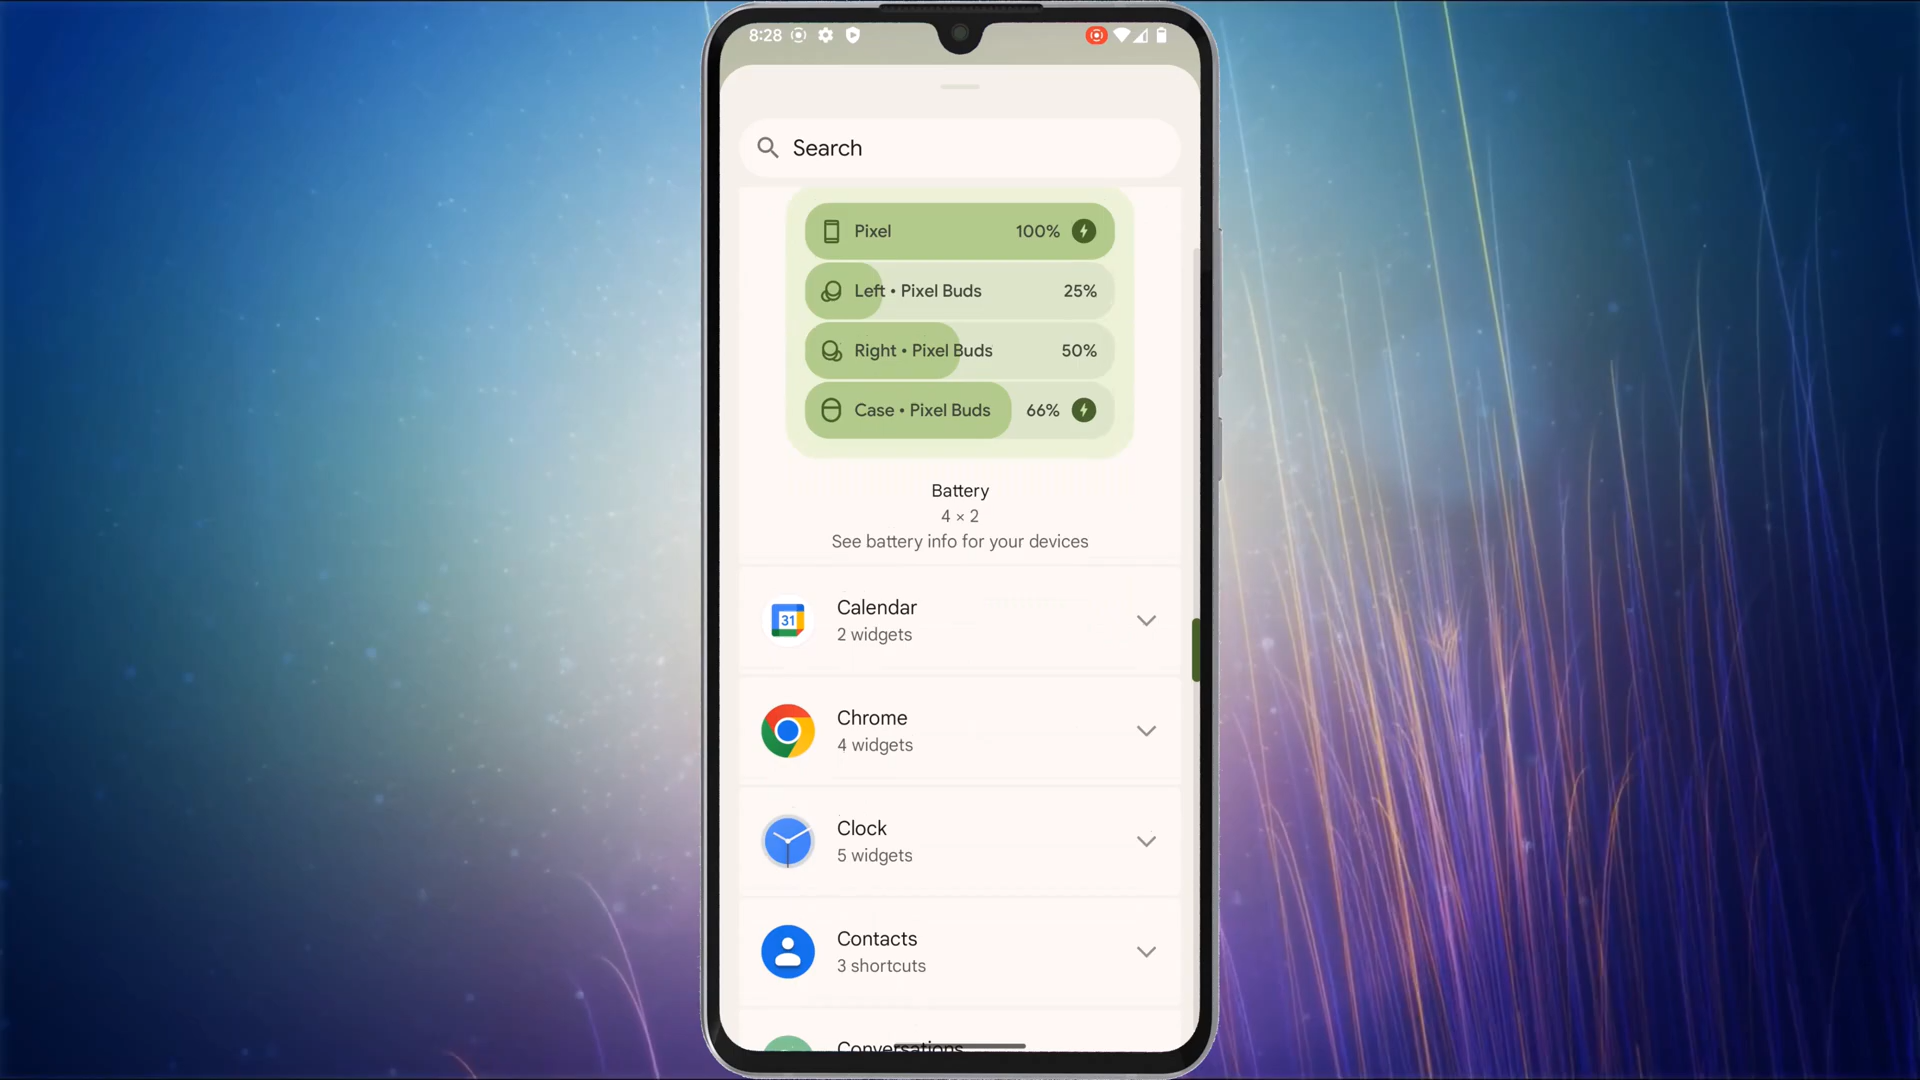 8:28
Search
Pixel 100%
Left • Pixel Buds 25%
Right • Pixel Buds 50%
Case • Pixel Buds 66%
Battery
4 × 2
See battery info for your devices
31
Calendar
2 widgets
Chrome
4 widgets
Clock
5 widgets
Contacts
3 shortcuts
Conversations